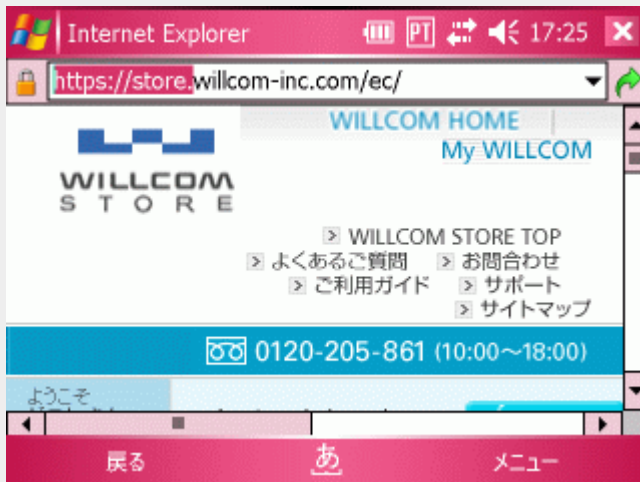 Internet Explorer PT 17:25
https://store.willcom-inc.com/ec/
WILLCOM HOME
My WILLCOM
WILLCOM
STORE
WILLCOM STORE TOP
よくあるご質問 お問合わせ
ご利用ガイド サポート
サイトマップ
0120-205-861 (10:00～18:00)
ようこそ
戻る あ メニュー